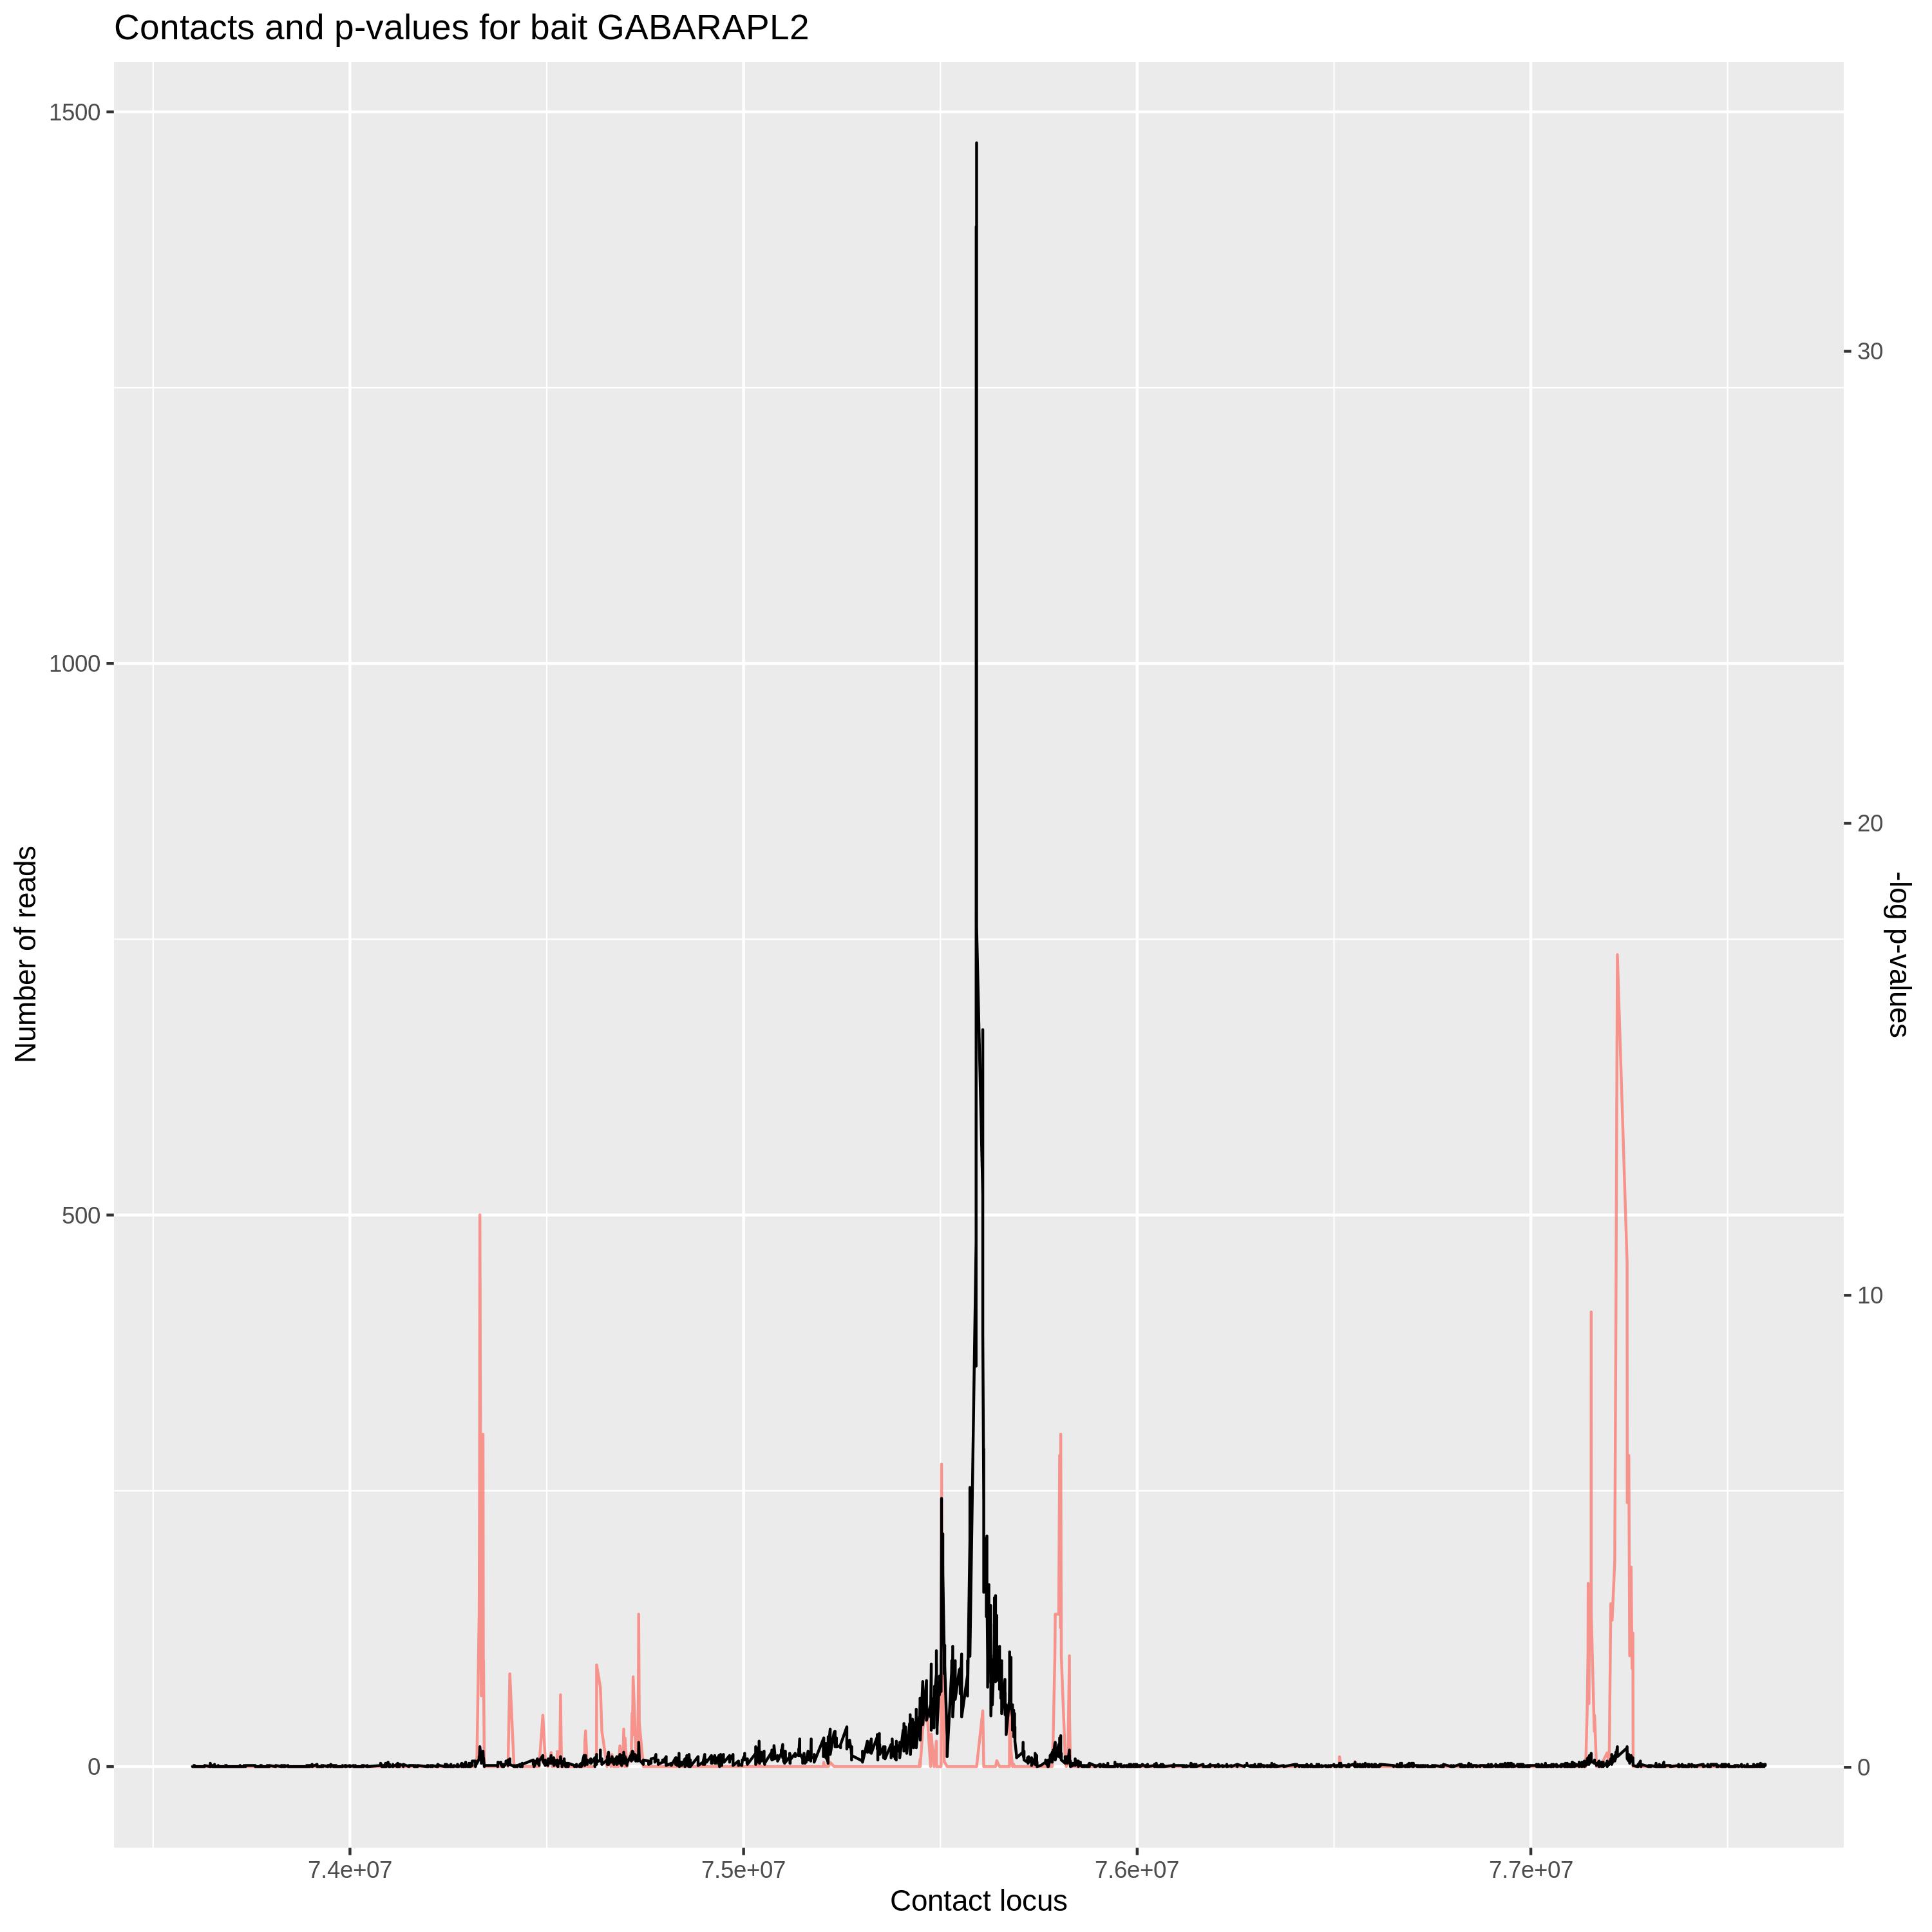 Contacts and p-values for bait GABARAPL2
1500
1000
500
0
Number of reads
30
20
10
0
-log p-values
7.4e+07
7.5e+07
7.6e+07
7.7e+07
Contact locus